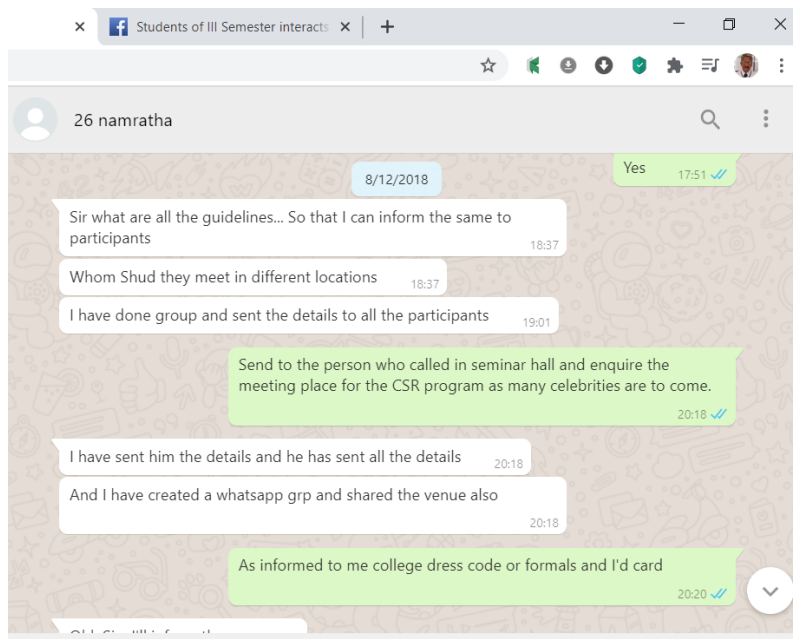 Students of III Semester interacts
26 namratha
Yes
17:51
8/12/2018
Sir what are all the guidelines... So that I can inform the same to
participants
18:37
Whom Shud they meet in different locations
18:37
I have done group and sent the details to all the participants
19:01
Send to the person who called in seminar hall and enquire the
meeting place for the CSR program as many celebrities are to come.
20:18
I have sent him the details and he has sent all the details
20:18
And I have created a whatsapp grp and shared the venue also
20:18
As informed to me college dress code or formals and I'd card
20:20